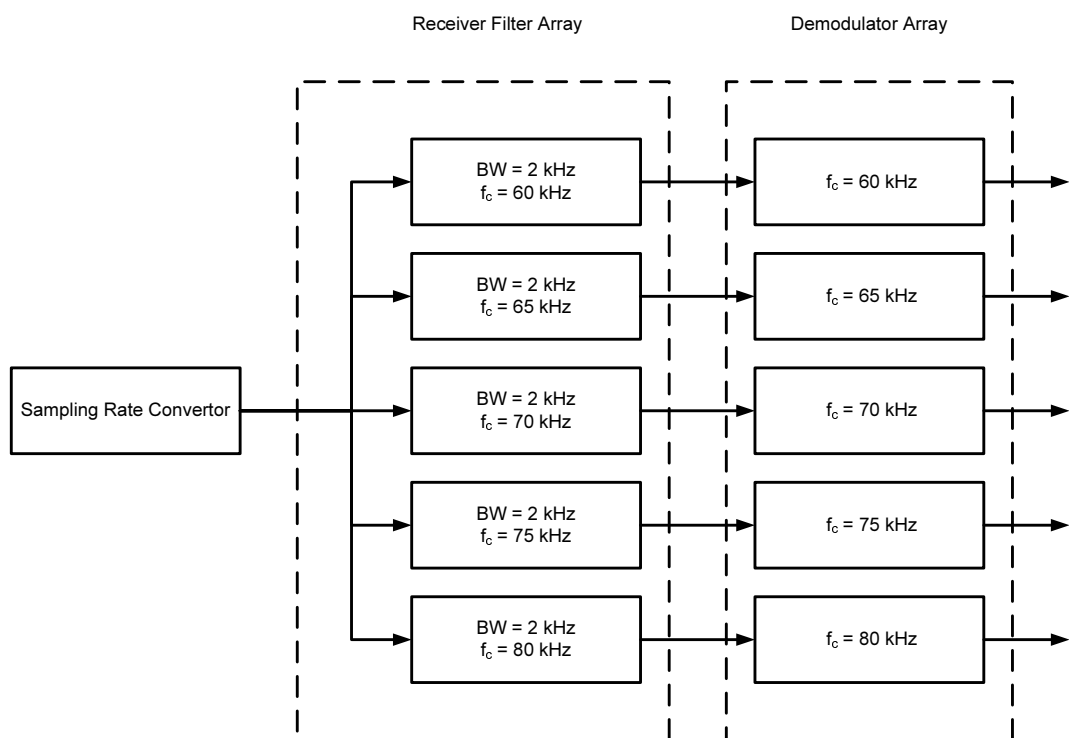 Receiver Filter Array
Demodulator Array
BW = 2 kHz
fc = 60 kHz
fc = 60 kHz
BW = 2 kHz
fc = 65 kHz
fc = 65 kHz
Sampling Rate Convertor
BW = 2 kHz
fc = 70 kHz
fc = 70 kHz
BW = 2 kHz
fc = 75 kHz
fc = 75 kHz
BW = 2 kHz
fc = 80 kHz
fc = 80 kHz